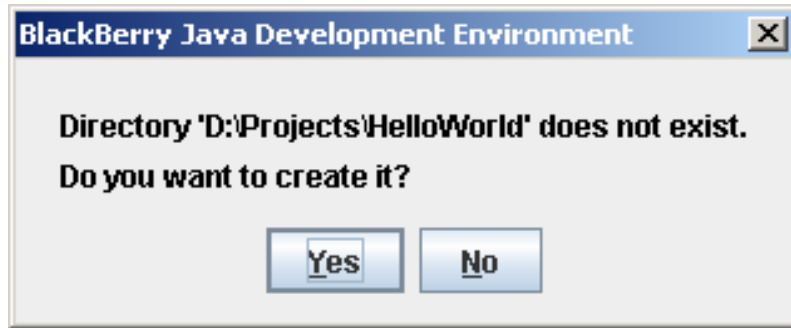 BlackBerry Java Development Environment
Directory 'D:\Projects\HelloWorld' does not exist.
Do you want to create it?
Yes No